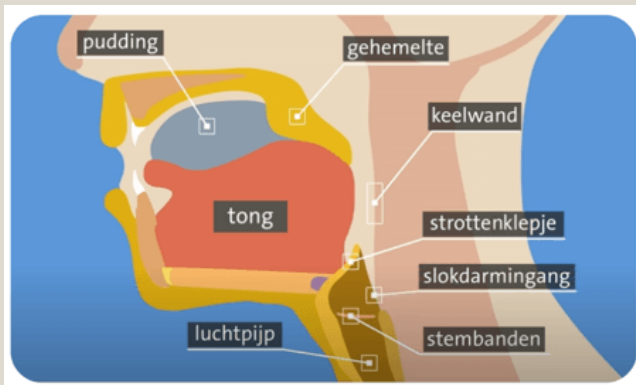 pudding
gehemelte
keelwand
tong
strottenklepje
slokdarmingang
luchtpijp
stembanden